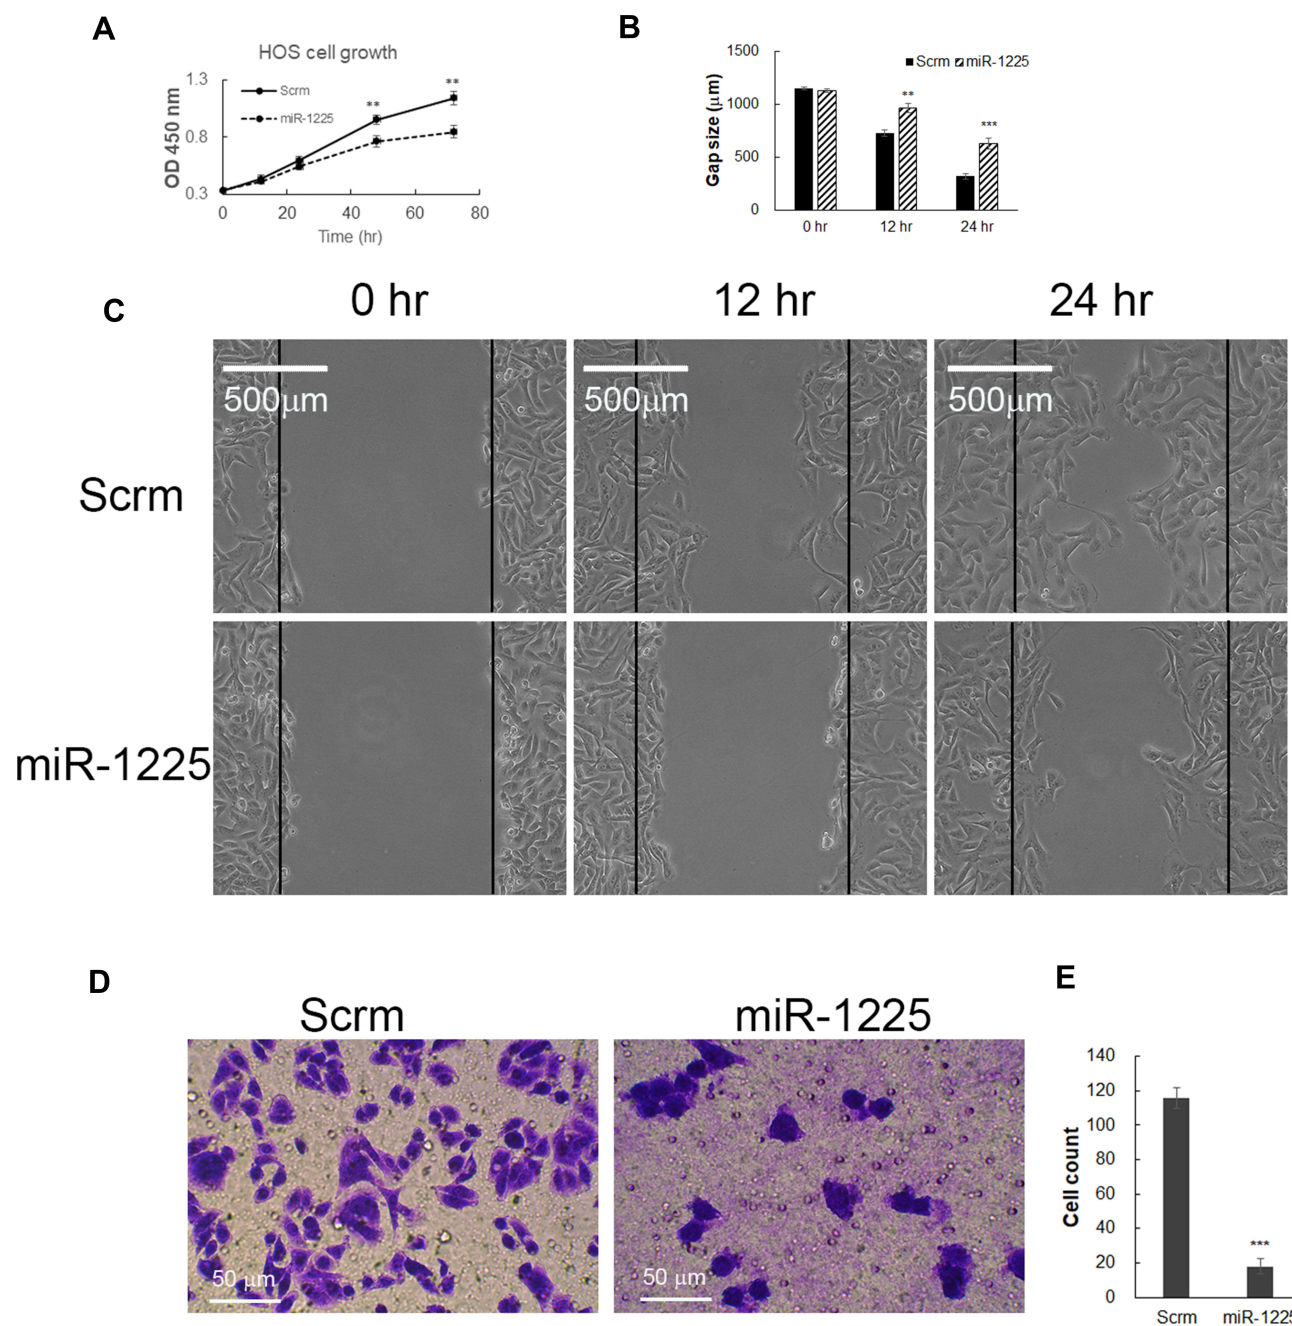 A
HOS cell growth
1.3
0.8
0.3
OD 450 nm
Scrm
miR-1225
**
**
0 20 40 60 80
Time (hr)
B
1500
1000
500
0
Gap size (μm)
Scrm miR-1225
**
***
0 hr 12 hr 24 hr
C
0 hr 12 hr 24 hr
500μm 500μm 500μm
Scrm
miR-1225
D
Scrm miR-1225
50 μm 50 μm
E
140
120
100
80
60
40
20
0
Cell count
***
Scrm miR-1225